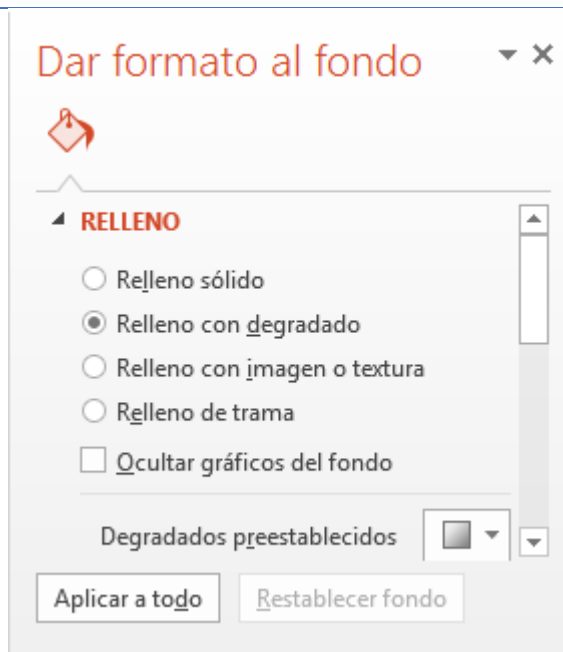 Dar formato al fondo
RELLENO
Relleno sólido
Relleno con degradado
Relleno con imagen o textura
Relleno de trama
Ocultar gráficos del fondo
Degradados preestablecidos
Aplicar a todo Restablecer fondo